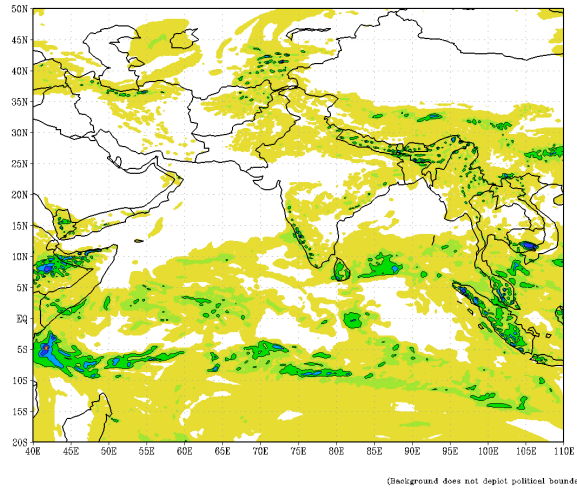 50N
45N
40N
35N
30N
25N
20N
15N
10N
5N
EQ
5S
10S
15S
20S
40E 45E 50E 55E 60E 65E 70E 75E 80E 85E 90E 95E 100E 105E 110E
(Background does not depict political bounda